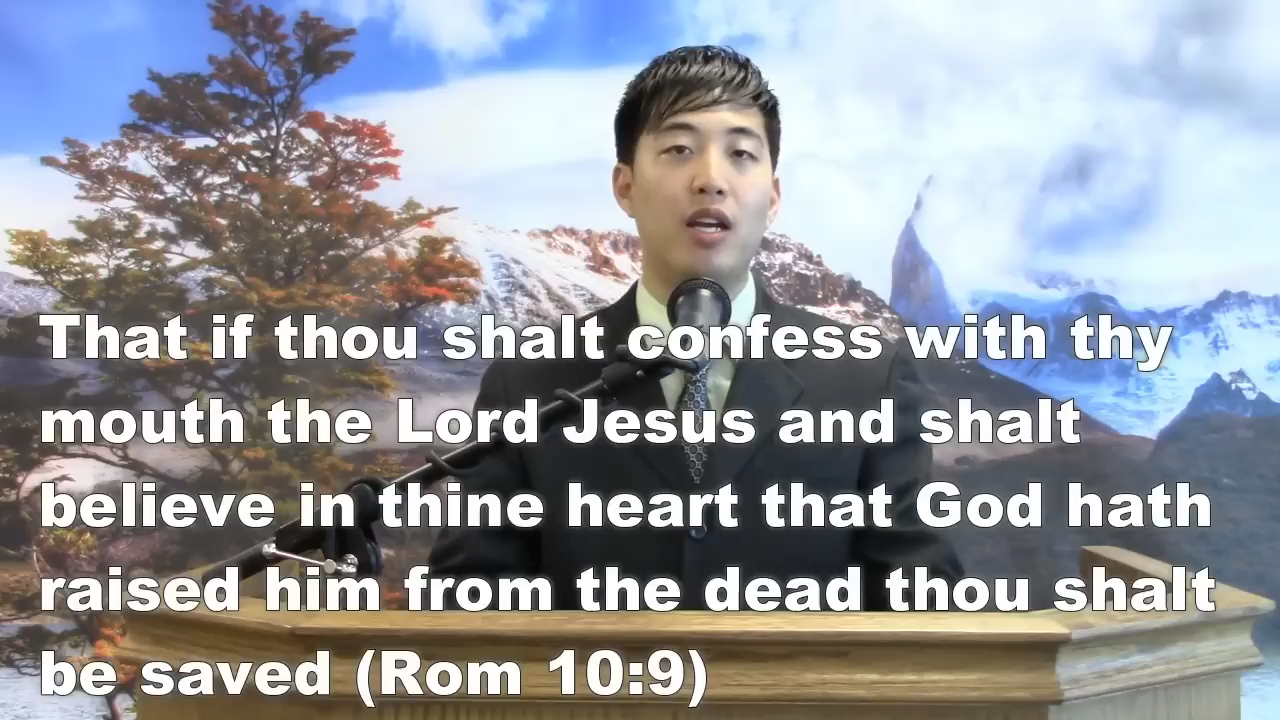 That if thou shalt confess with thy
mouth the Lord Jesus and shalt
believe in thine heart that God hath
raised him from the dead thou shalt
be saved (Rom 10:9)